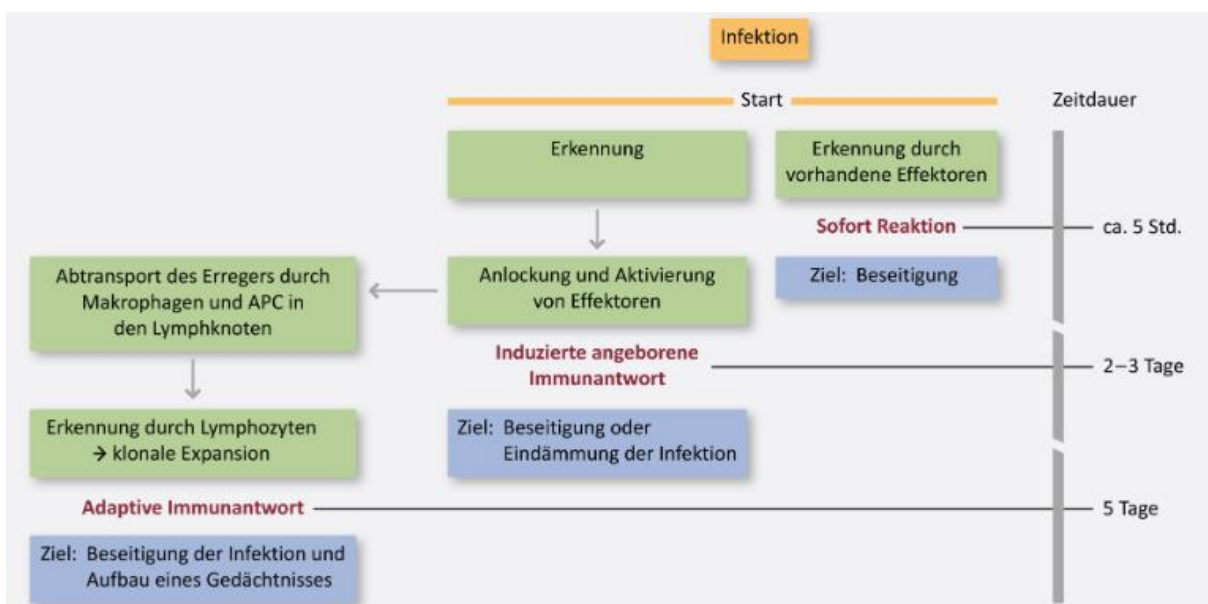 Infektion
Start
Zeitdauer
Erkennung
Erkennung durch
vorhandene Effektoren
Sofort Reaktion
ca. 5 Std.
Abtransport des Erregers durch
Makrophagen und APC in
den Lymphknoten
Anlockung und Aktivierung
von Effektoren
Ziel: Beseitigung
Induzierte angeborene
Immunantwort
2–3 Tage
Erkennung durch Lymphozyten
→ klonale Expansion
Ziel: Beseitigung oder
Eindämmung der Infektion
Adaptive Immunantwort
5 Tage
Ziel: Beseitigung der Infektion und
Aufbau eines Gedächtnisses